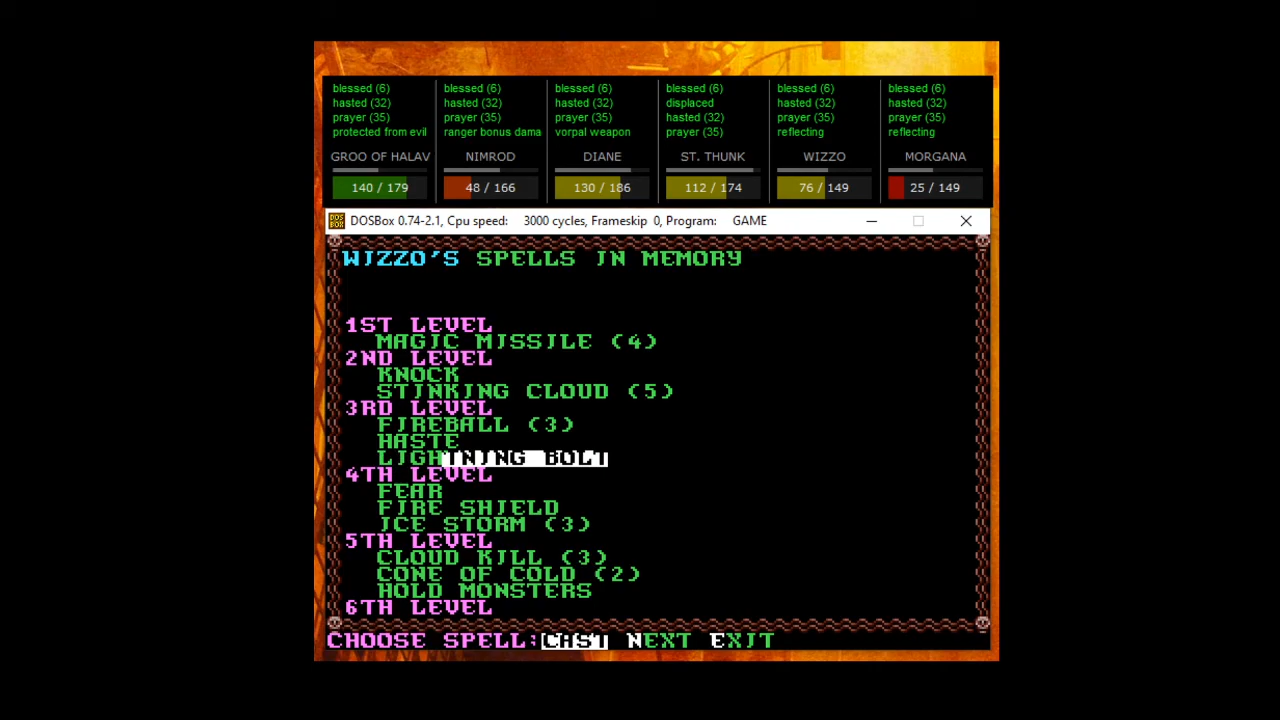 blessed (6) blessed (6) blessed (6) blessed (6) blessed (6) blessed (6)
hasted (32) hasted (32) hasted (32) displaced hasted (32) hasted (32)
prayer (35) prayer (35) prayer (35) hasted (32) prayer (35) prayer (35)
protected from evil ranger bonus dama vorpal weapon prayer (35) reflecting reflecting
GROO OF HALAV NIMROD DIANE ST. THUNK WIZZO MORGANA
140 / 179 48 / 166 130 / 186 112 / 174 76 / 149 25 / 149
DOS BOX DOSBox 0.74-2.1, Cpu speed: 3000 cycles, Frameskip 0, Program: GAME
WIZZO'S SPELLS IN MEMORY
1ST LEVEL
MAGIC MISSILE (4)
2ND LEVEL
KNOCK
STINKING CLOUD (5)
3RD LEVEL
FIREBALL (3)
HASTE
LIGHTNING BOLT
4TH LEVEL
FEAR
FIRE SHIELD
ICE STORM (3)
5TH LEVEL
CLOUD KILL (3)
CONE OF COLD (2)
HOLD MONSTERS
6TH LEVEL
CHOOSE SPELL: CAST NEXT EXIT